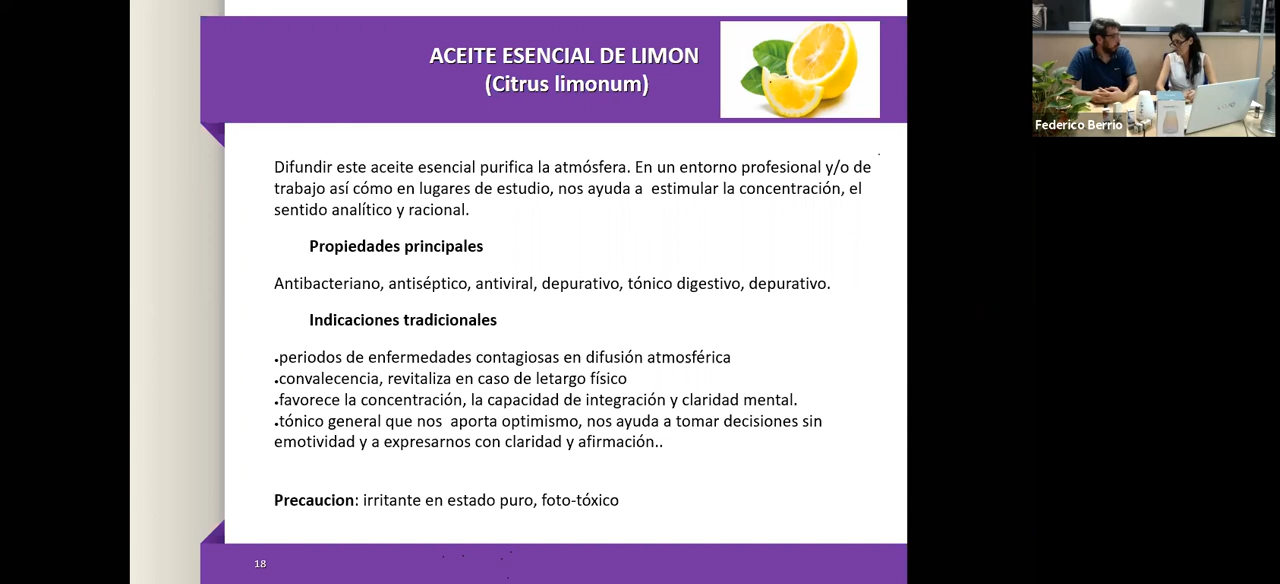 ACEITE ESENCIAL DE LIMON
(Citrus limonum)
Federico Berrio
Difundir este aceite esencial purifica la atmósfera. En un entorno profesional y/o de
trabajo así cómo en lugares de estudio, nos ayuda a estimular la concentración, el
sentido analítico y racional.
Propiedades principales
Antibacteriano, antiséptico, antiviral, depurativo, tónico digestivo, depurativo.
Indicaciones tradicionales
•periodos de enfermedades contagiosas en difusión atmosférica
•convalecencia, revitaliza en caso de letargo físico
•favorece la concentración, la capacidad de integración y claridad mental.
•tónico general que nos aporta optimismo, nos ayuda a tomar decisiones sin
emotividad y a expresarnos con claridad y afirmación..
Precaucion: irritante en estado puro, foto-tóxico
18